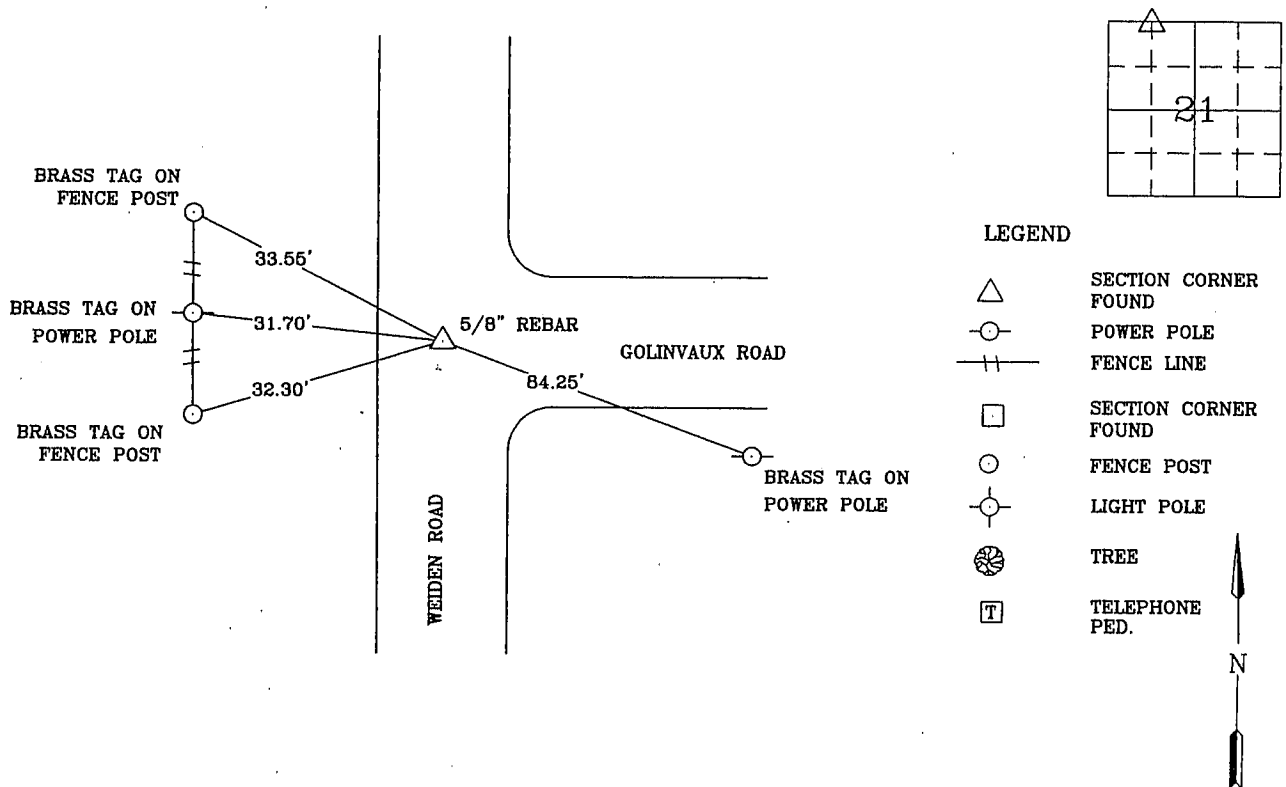 21
BRASS TAG ON
FENCE POST
33.55'
BRASS TAG ON
POWER POLE
31.70'
5/8" REBAR
GOLINVAUX ROAD
32.30'
84.25'
BRASS TAG ON
FENCE POST
BRASS TAG ON
POWER POLE
WEIDEN ROAD
LEGEND
SECTION CORNER
FOUND
POWER POLE
FENCE LINE
SECTION CORNER
FOUND
FENCE POST
LIGHT POLE
TREE
T
TELEPHONE
PED.
N